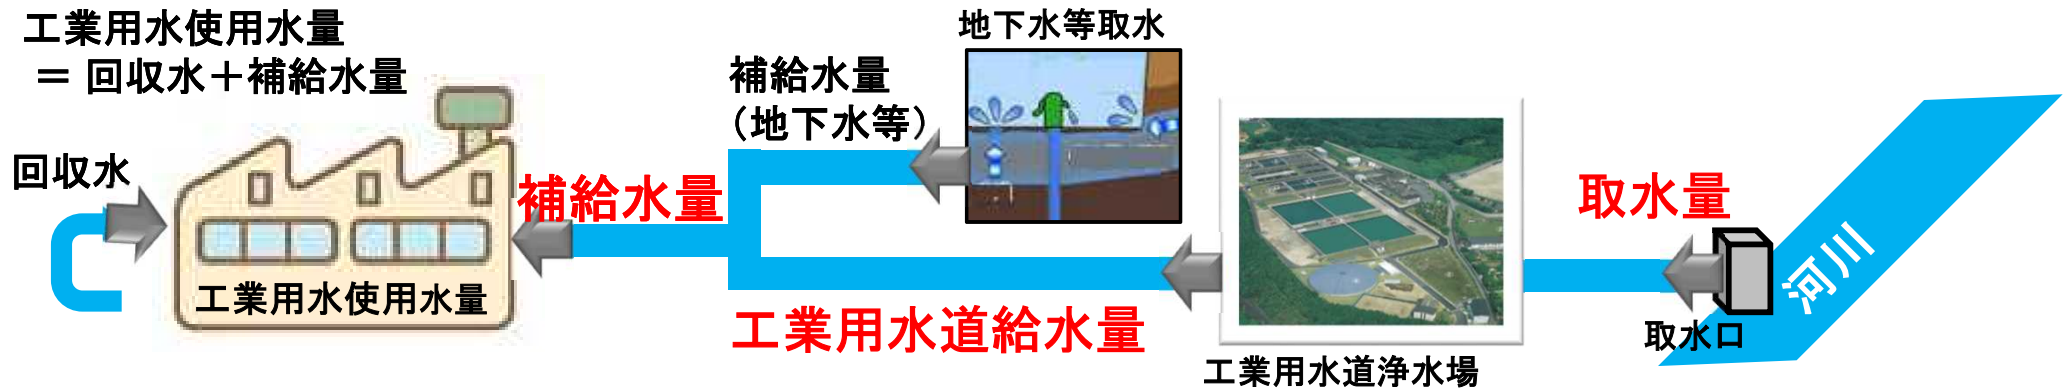 工業用水使用水量
＝ 回収水＋補給水量
回収水
工業用水使用水量
補給水量
補給水量
（地下水等）
地下水等取水
工業用水道給水量
工業用水道浄水場
取水量
取水口
河川